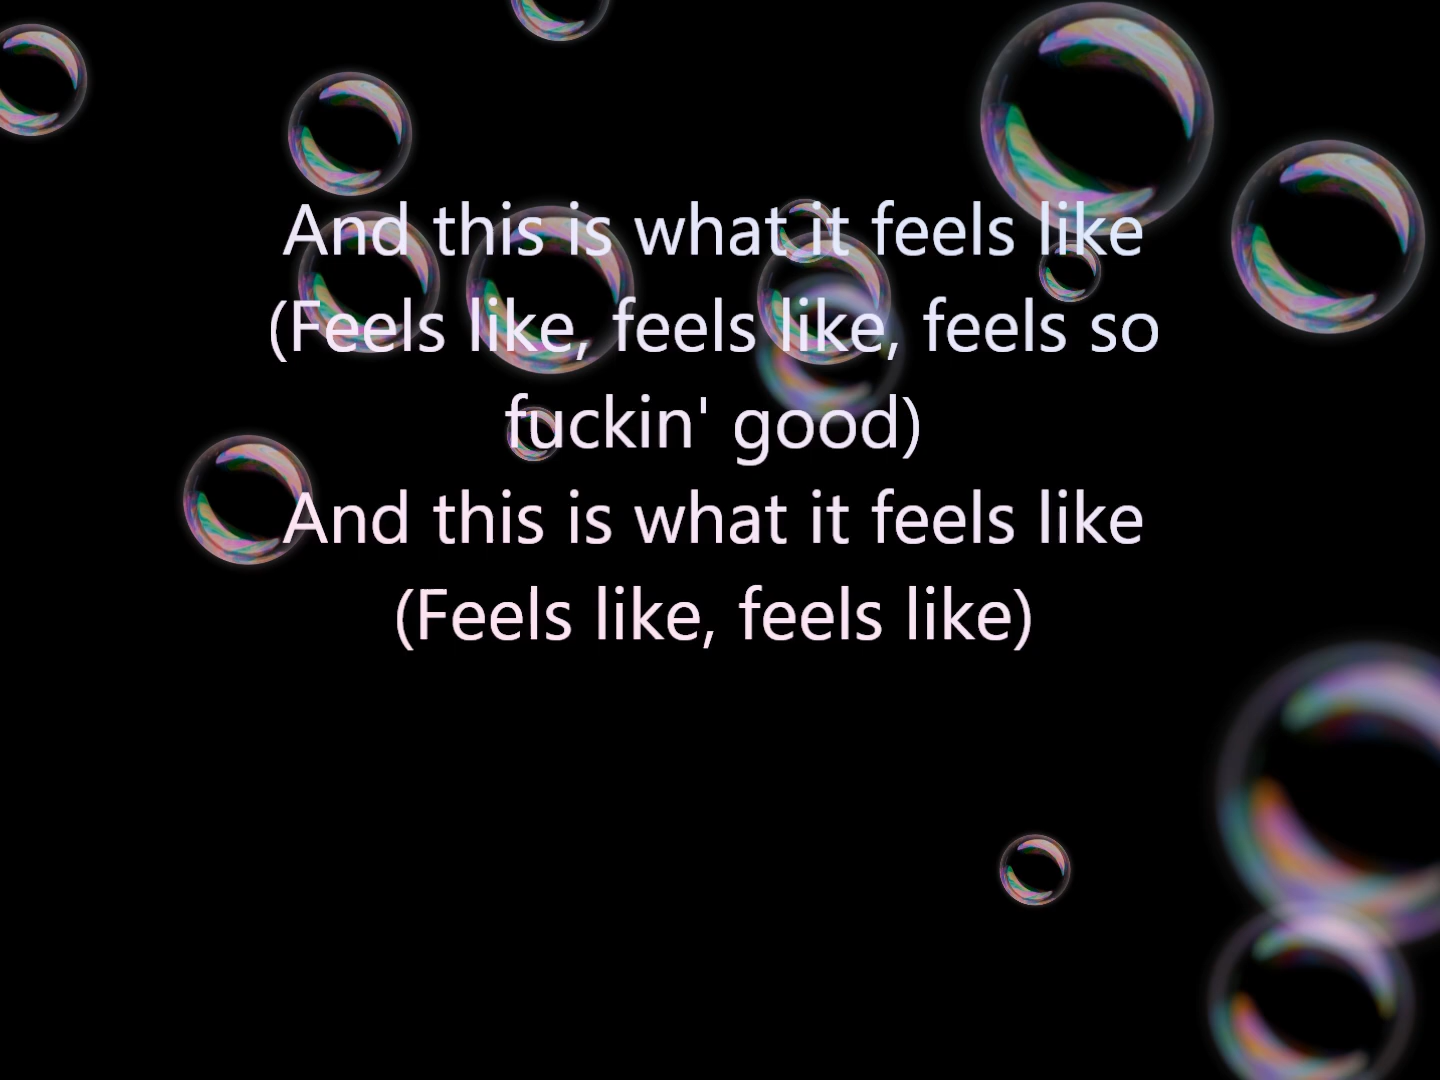 And this is what it feels like
(Feels like, feels like, feels so
fuckin' good)
And this is what it feels like
(Feels like, feels like)